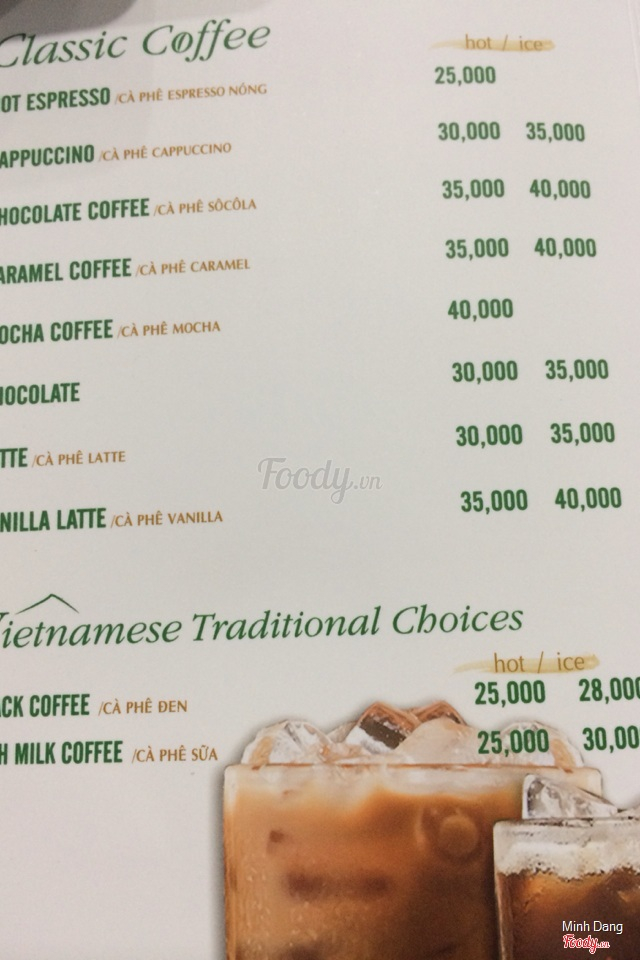 Classic Coffee
hot / ice
OT ESPRESSO /CÀ PHÊ ESPRESSO NÓNG 25,000
APPUCCINO /CÀ PHÊ CAPPUCCINO 30,000 35,000
HOCOLATE COFFEE /CÀ PHÊ SÔCÔLA 35,000 40,000
ARAMEL COFFEE /CÀ PHÊ CARAMEL 35,000 40,000
OCHA COFFEE /CÀ PHÊ MOCHA 40,000
HOCOLATE 30,000 35,000
TTE /CÀ PHÊ LATTE 30,000 35,000
NILLA LATTE /CÀ PHÊ VANILLA 35,000 40,000
Foody.vn
Vietnamese Traditional Choices
hot / ice
ACK COFFEE /CÀ PHÊ ĐEN 25,000 28,000
H MILK COFFEE /CÀ PHÊ SỮA 25,000 30,00
Minh Dang
Foody.vn